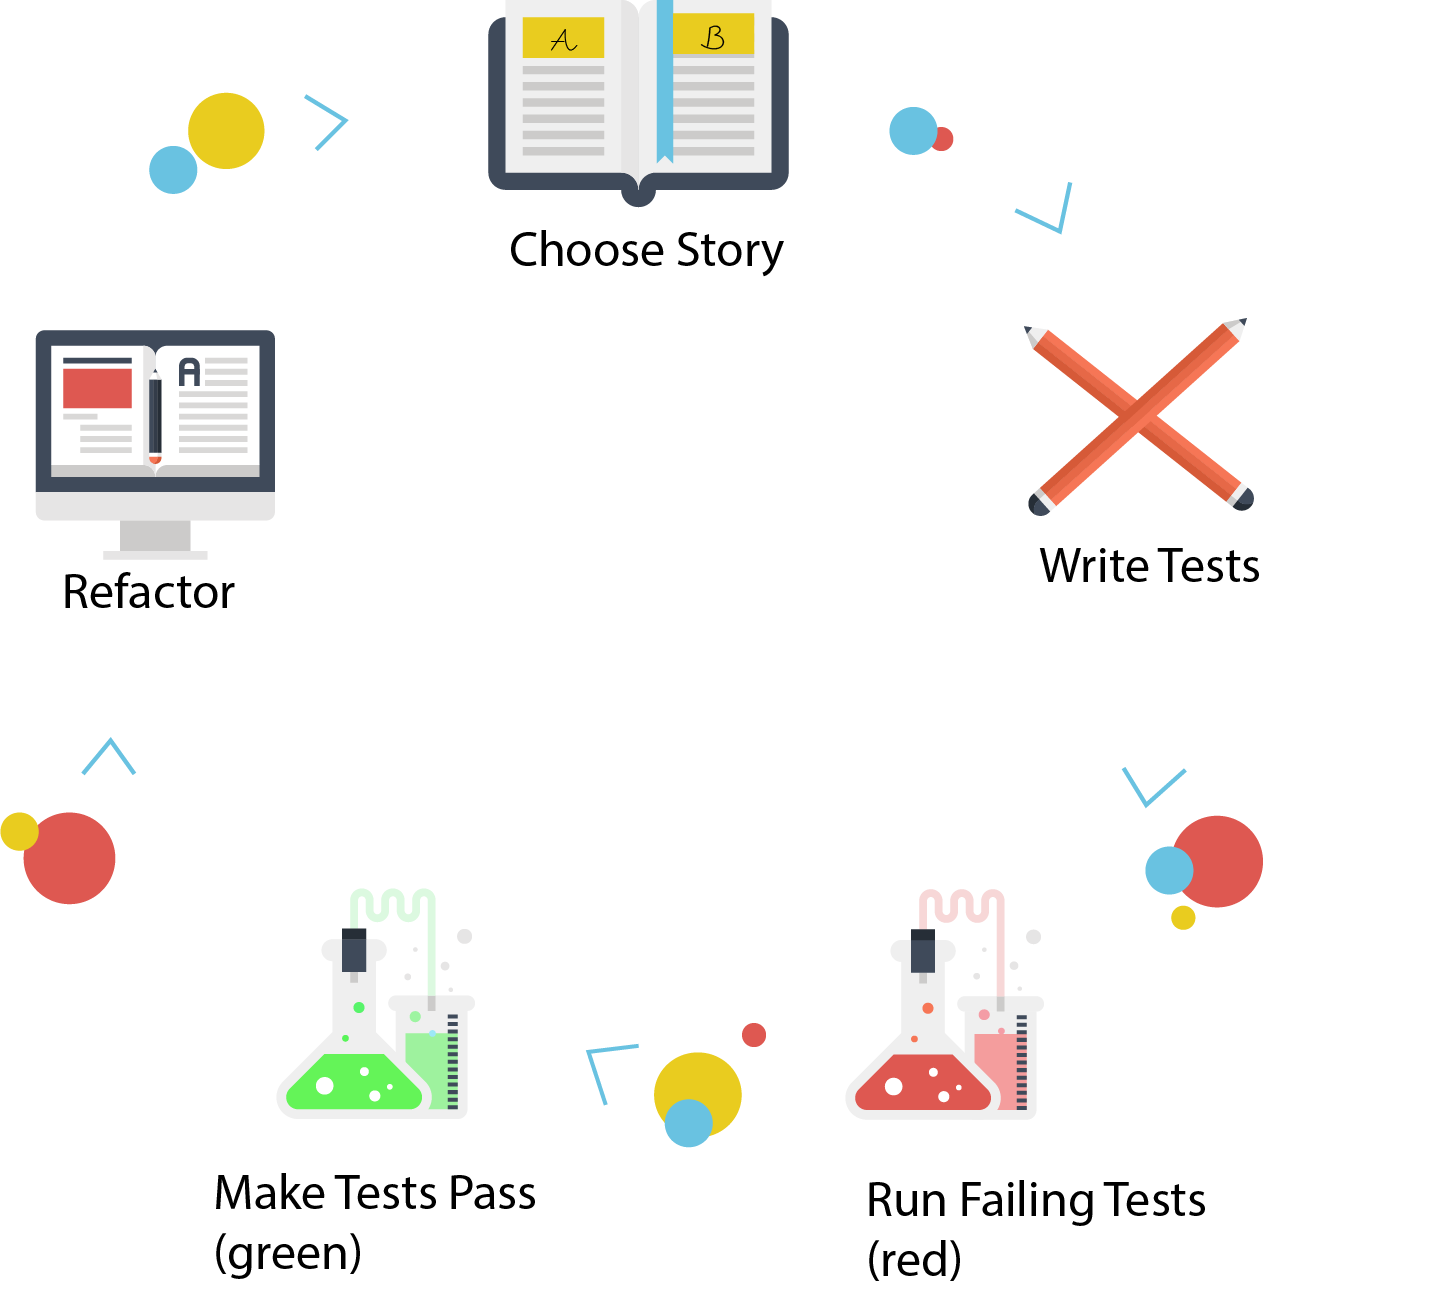 A
B
Choose Story
A
Refactor
Write Tests
Make Tests Pass
(green)
Run Failing Tests
(red)